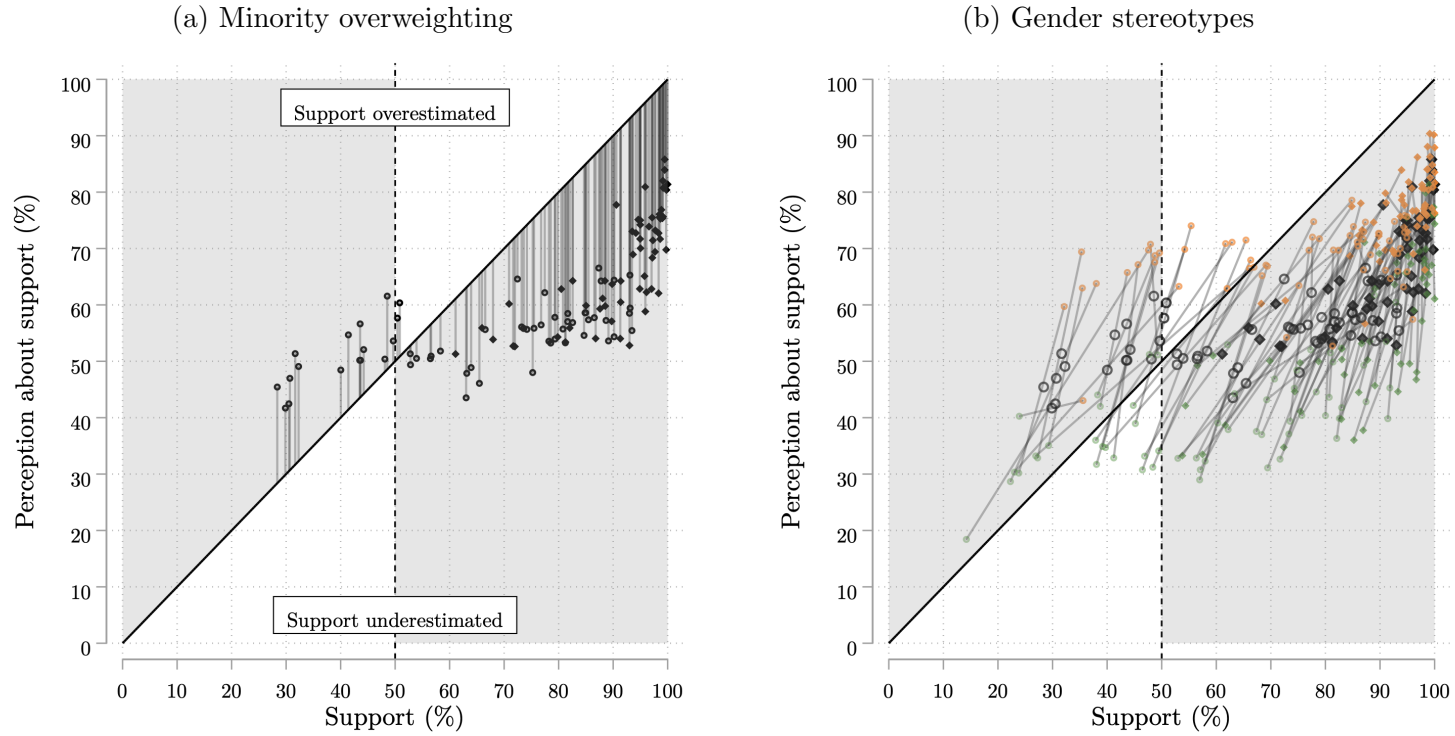 (a) Minority overweighting
Perception about support (%)
100
90
80
70
60
50
40
30
20
10
0
Support overestimated
Support underestimated
0 10 20 30 40 50 60 70 80 90 100
Support (%)
(b) Gender stereotypes
Perception about support (%)
100
90
80
70
60
50
40
30
20
10
0
0 10 20 30 40 50 60 70 80 90 100
Support (%)